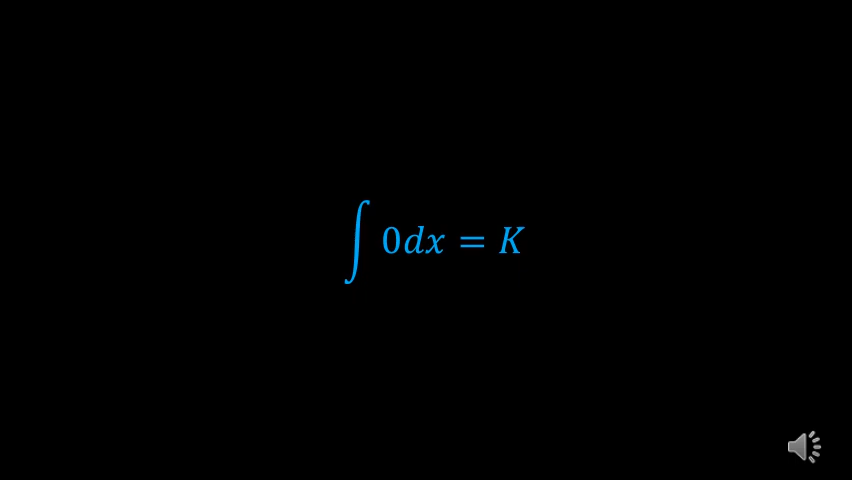 ∫ 0dx = K